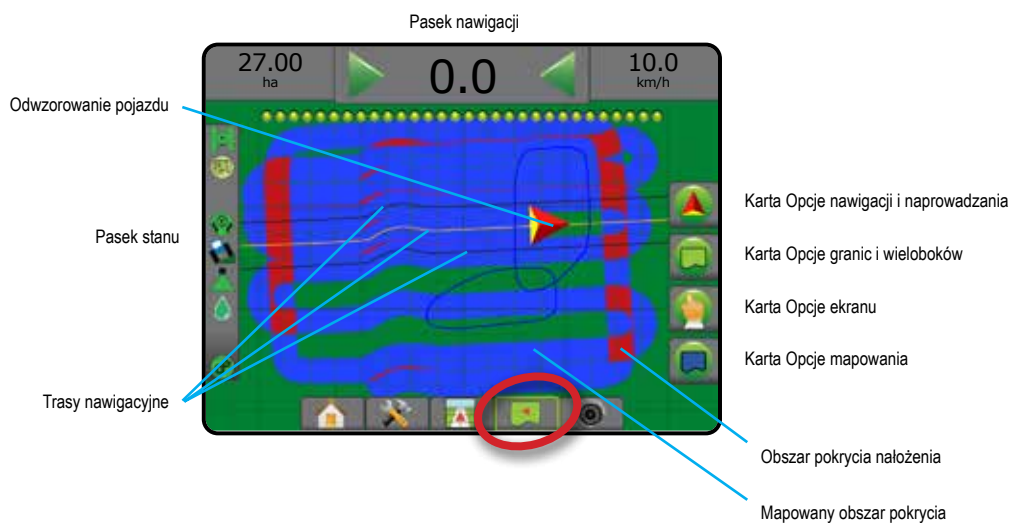 Pasek nawigacji
27.00
ha
0.0
10.0
km/h
Odwzorowanie pojazdu
Pasek stanu
Trasy nawigacyjne
Karta Opcje nawigacji i naprowadzania
Karta Opcje granic i wieloboków
Karta Opcje ekranu
Karta Opcje mapowania
Obszar pokrycia nałożenia
Mapowany obszar pokrycia